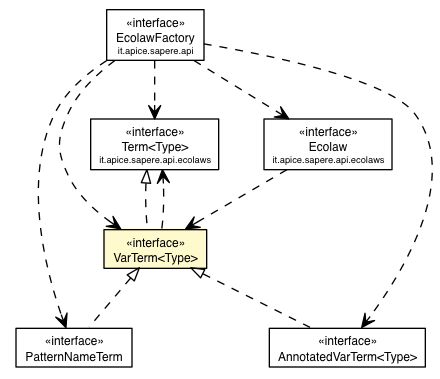 «interface»
EcolawFactory
it.apice.sapere.api
«interface»
Term<Type>
it.apice.sapere.api.ecolaws
«interface»
Ecolaw
it.apice.sapere.api.ecolaws
«interface»
VarTerm<Type>
«interface»
PatternNameTerm
«interface»
AnnotatedVarTerm<Type>